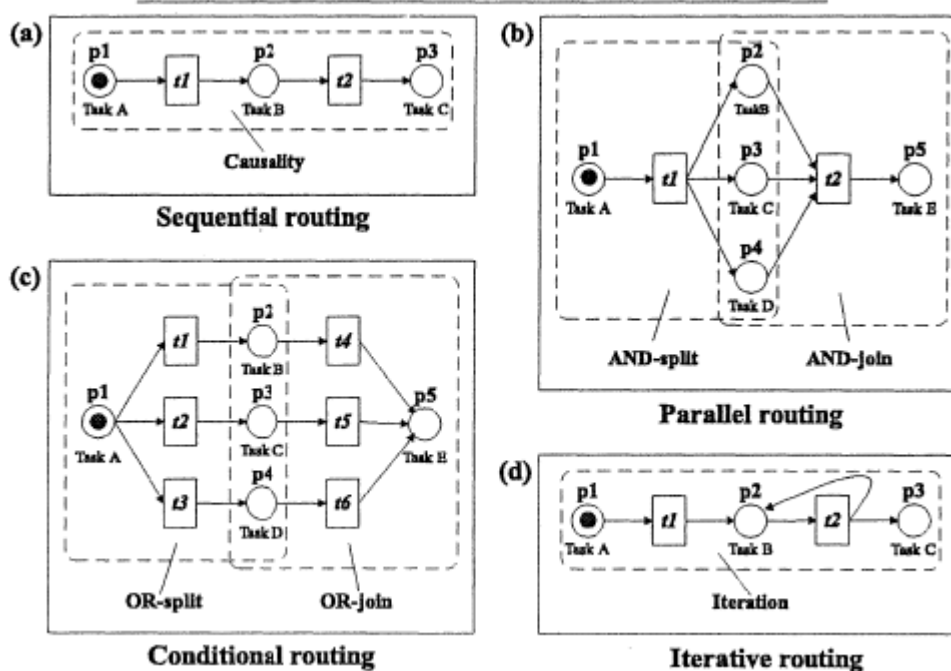 (a)
p1 p2 p3
t1 t2
Task A Task B Task C
Causality
Sequential routing
(b)
p2
TaskB
p1 p3 p5
t1 t2
Task A Task C Task E
p4
Task D
AND-split AND-join
Parallel routing
(c)
p2
t1 t4
Task B
p1 p3 p5
t2 t5
Task A Task C Task E
p4
t3 t6
Task D
OR-split OR-join
Conditional routing
(d)
p1 p2 p3
t1 t2
Task A Task B Task C
Iteration
Iterative routing